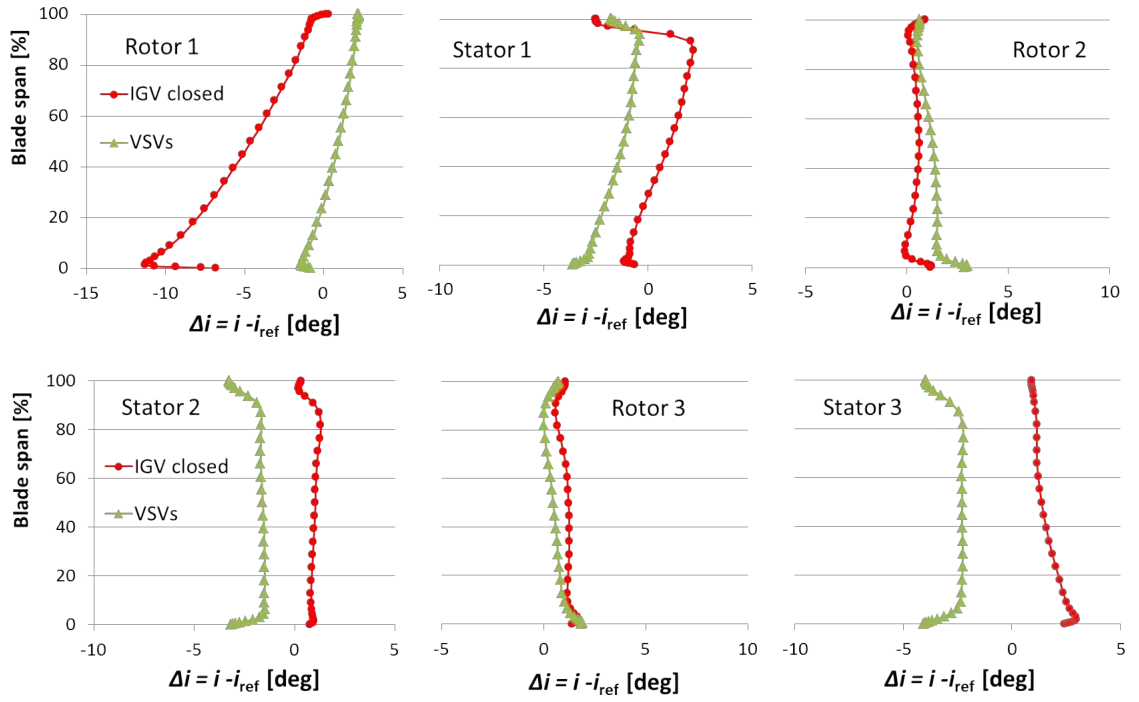 Blade span [%]
100
80
60
40
20
0
Rotor 1
IGV closed
VSVs
-15 -10 -5 0 5
Δi = i -iref [deg]
Stator 1
-10 -5 0 5
Δi = i -iref [deg]
Rotor 2
-5 0 5 10
Δi = i -iref [deg]
Blade span [%]
100
80
60
40
20
0
Stator 2
IGV closed
VSVs
-10 -5 0 5
Δi = i -iref [deg]
Rotor 3
-5 0 5 10
Δi = i -iref [deg]
Stator 3
-10 -5 0 5
Δi = i -iref [deg]